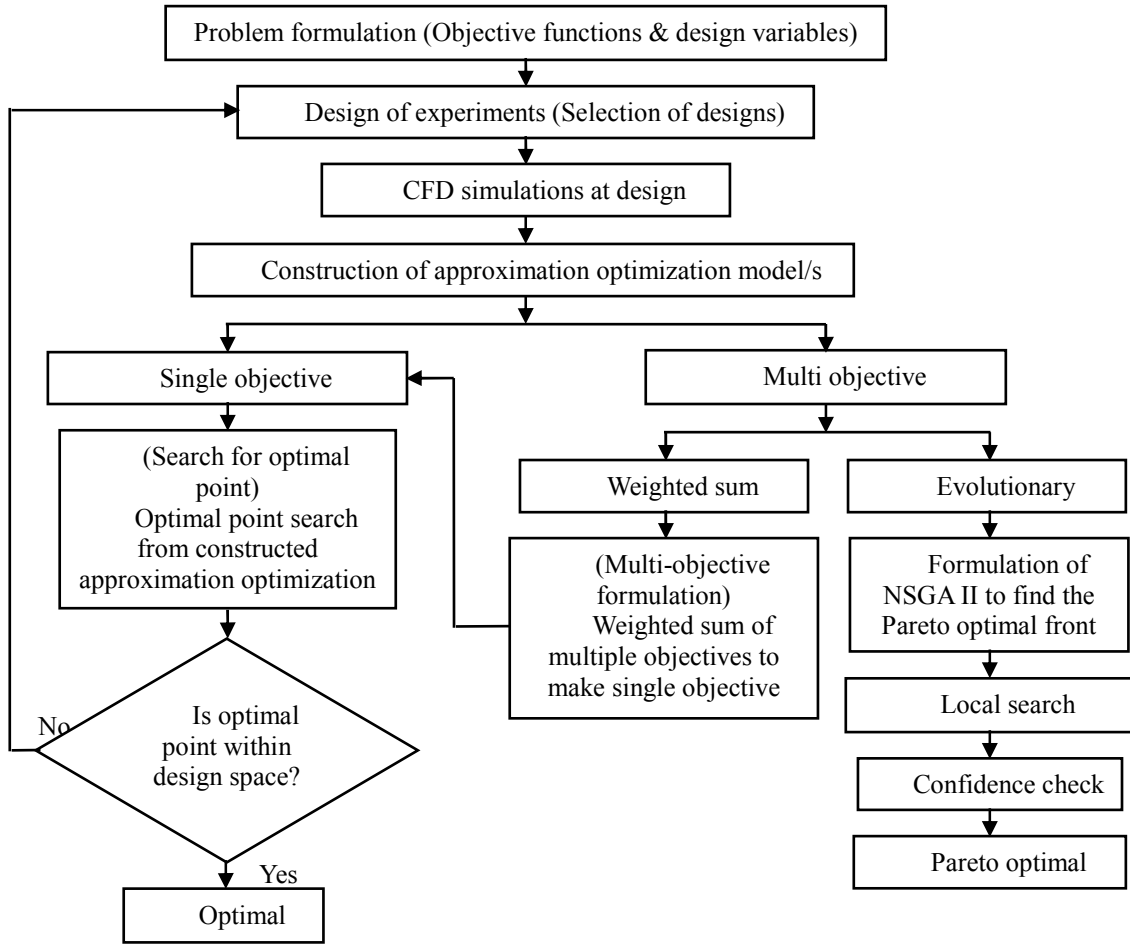 Problem formulation (Objective functions & design variables)
Design of experiments (Selection of designs)
CFD simulations at design
Construction of approximation optimization model/s
Single objective
Multi objective
(Search for optimal
point)
Optimal point search
from constructed
approximation optimization
Weighted sum
Evolutionary
(Multi-objective
formulation)
Weighted sum of
multiple objectives to
make single objective
Formulation of
NSGA II to find the
Pareto optimal front
Local search
No
Is optimal
point within
design space?
Confidence check
Pareto optimal
Yes
Optimal